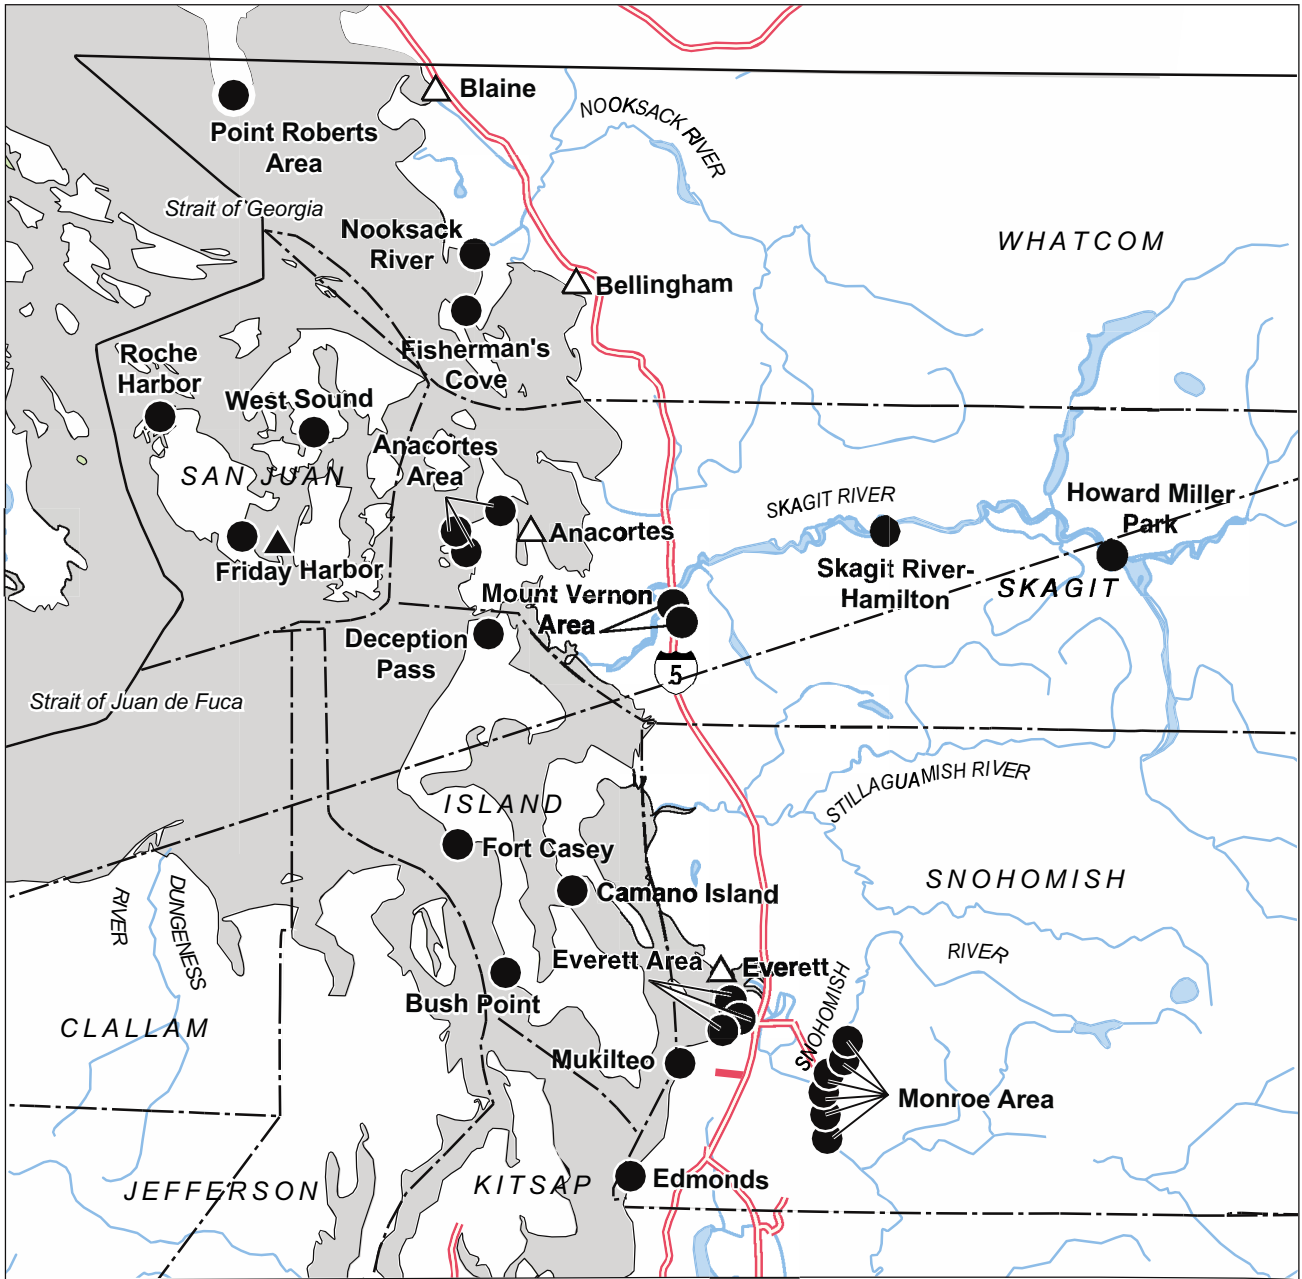 Blaine
NOOKSACK RIVER
Point Roberts
Area
Strait of Georgia
Nooksack
River
WHATCOM
Bellingham
Roche
Harbor
Fisherman's
Cove
West Sound
Anacortes
Area
SAN JUAN
SKAGIT RIVER
Howard Miller
Park
Anacortes
Friday Harbor
Skagit River-
Hamilton
SKAGIT
Mount Vernon
Area
Deception
Pass
5
Strait of Juan de Fuca
STILLAGUAMISH RIVER
ISLAND
Fort Casey
SNOHOMISH
Camano Island
DUNGENESS
RIVER
Everett Area
Everett
SNOHOMISH
RIVER
Bush Point
CLALLAM
Mukilteo
Monroe Area
JEFFERSON
KITSAP
Edmonds